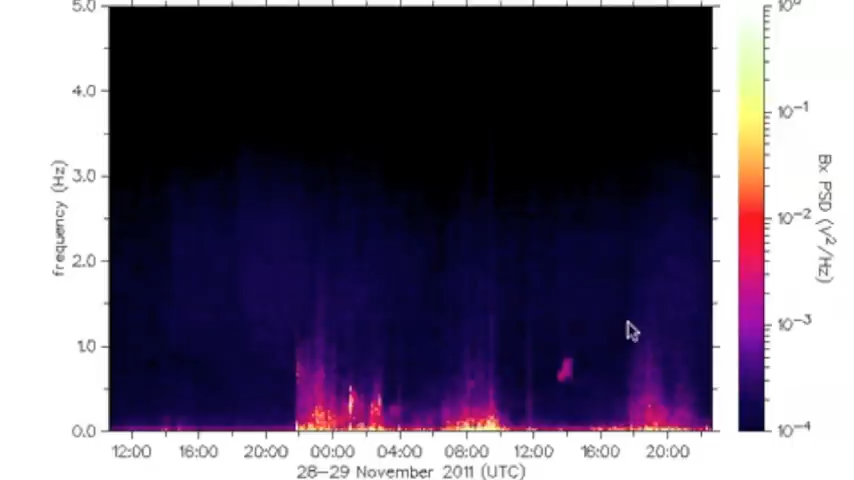 5.0
4.0
3.0
2.0
1.0
0.0
frequency (Hz)
12:00 16:00 20:00 00:00 04:00 08:00 12:00 16:00 20:00
28–29 November 2011 (UTC)
10⁰
10⁻¹
10⁻²
10⁻³
10⁻⁴
Bx PSD (V²/Hz)